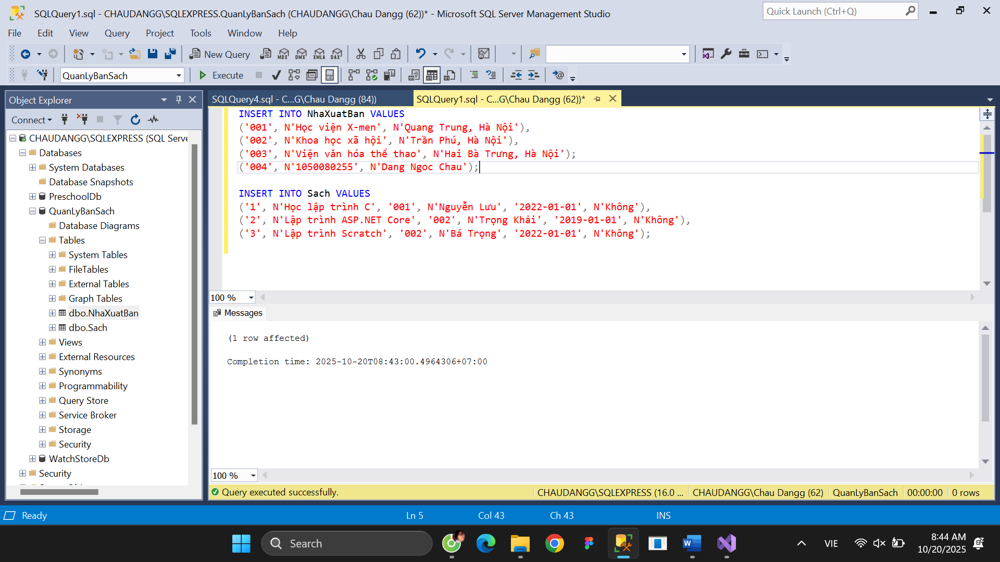 SQLQuery1.sql - CHAUDANGG\SQLEXPRESS.QuanLyBanSach (CHAUDANGG\Chau Dangg (62))* - Microsoft SQL Server Management Studio
Quick Launch (Ctrl+Q)
File Edit View Query Project Tools Window Help
New Query MDX DMX XMLA DAX
QuanLyBanSach Execute
Object Explorer
Connect
CHAUDANGG\SQLEXPRESS (SQL Serve
Databases
System Databases
Database Snapshots
PreschoolDb
QuanLyBanSach
Database Diagrams
Tables
System Tables
FileTables
External Tables
Graph Tables
dbo.NhaXuatBan
dbo.Sach
Views
External Resources
Synonyms
Programmability
Query Store
Service Broker
Storage
Security
WatchStoreDb
Security
SQLQuery4.sql - C...G\Chau Dangg (84))
SQLQuery1.sql - C...G\Chau Dangg (62))*
INSERT INTO NhaXuatBan VALUES
('001', N'Học viện X-men', N'Quang Trung, Hà Nội'),
('002', N'Khoa học xã hội', N'Trần Phú, Hà Nội'),
('003', N'Viện văn hóa thể thao', N'Hai Bà Trưng, Hà Nội');
('004', N'1050080255', N'Dang Ngoc Chau');
INSERT INTO Sach VALUES
('1', N'Học lập trình C', '001', N'Nguyễn Lưu', '2022-01-01', N'Không'),
('2', N'Lập trình ASP.NET Core', '002', N'Trọng Khải', '2019-01-01', N'Không'),
('3', N'Lập trình Scratch', '002', N'Bá Trọng', '2022-01-01', N'Không');
100 %
Messages
(1 row affected)
Completion time: 2025-10-20T08:43:00.4964306+07:00
100 %
Query executed successfully. CHAUDANGG\SQLEXPRESS (16.0 ... CHAUDANGG\Chau Dangg (62) QuanLyBanSach 00:00:00 0 rows
Ready Ln 5 Col 43 Ch 43 INS
Search
VIE
8:44 AM
10/20/2025